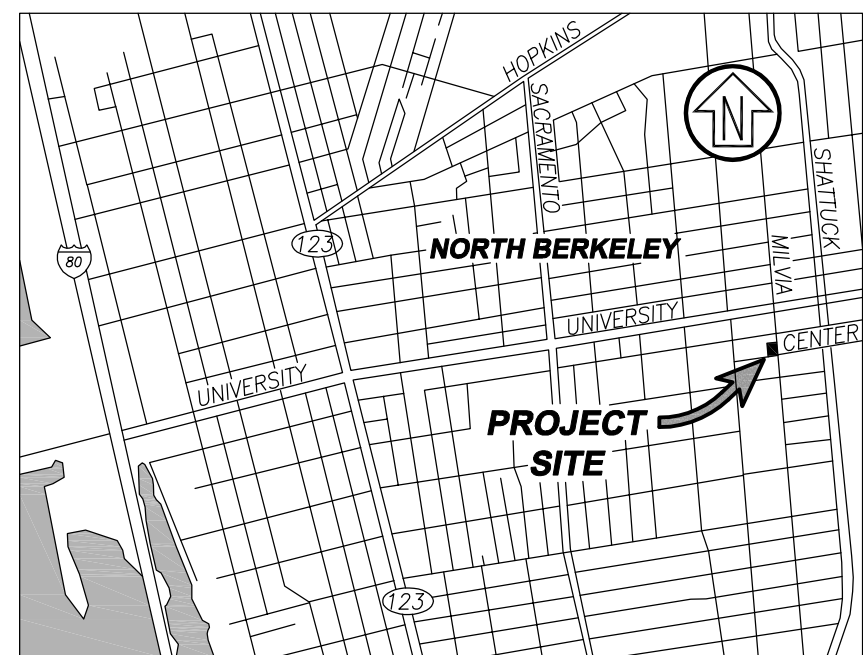 HOPKINS
SACRAMENTO
N
SHATTUCK
123
NORTH BERKELEY
MILVIA
80
UNIVERSITY
CENTER
UNIVERSITY
PROJECT
SITE
123